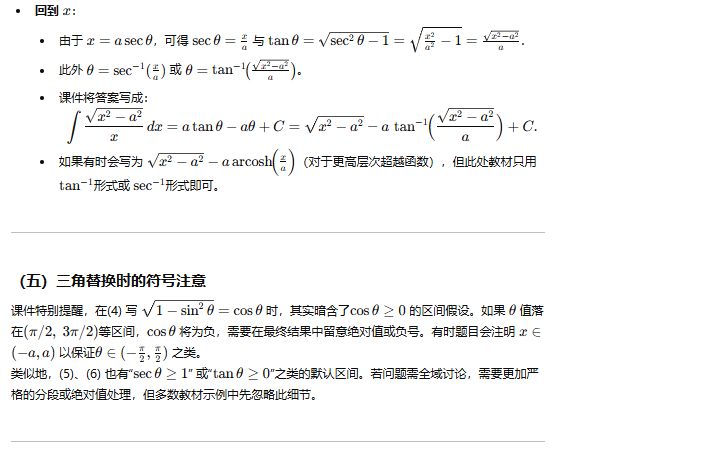 • 回到 x:
• 由于 x = a sec θ，可得 sec θ = x/a 与 tan θ = √(sec² θ − 1) = √(x²/a² − 1) = √(x²−a²)/a.
• 此外 θ = sec⁻¹(x/a) 或 θ = tan⁻¹(√(x²−a²)/a)。
• 课件将答案写成：
∫ √(x² − a²)/x dx = a tan θ − aθ + C = √(x² − a²) − a tan⁻¹(√(x² − a²)/a) + C.
• 如果有时会写为 √(x² − a²) − a arcosh(x/a)（对于更高层次超越函数），但此处教材只用
tan⁻¹形式或 sec⁻¹形式即可。
（五）三角替换时的符号注意
课件特别提醒，在(4) 写 √(1 − sin² θ) = cos θ 时，其实暗含了cos θ ≥ 0 的区间假设。如果 θ 值落
在(π/2, 3π/2)等区间，cos θ 将为负，需要在最终结果中留意绝对值或负号。有时题目会注明 x ∈
(−a, a) 以保证θ ∈ (−π/2, π/2) 之类。
类似地，(5)、(6) 也有“sec θ ≥ 1” 或“tan θ ≥ 0”之类的默认区间。若问题需全域讨论，需要更加严
格的分段或绝对值处理，但多数教材示例中先忽略此细节。